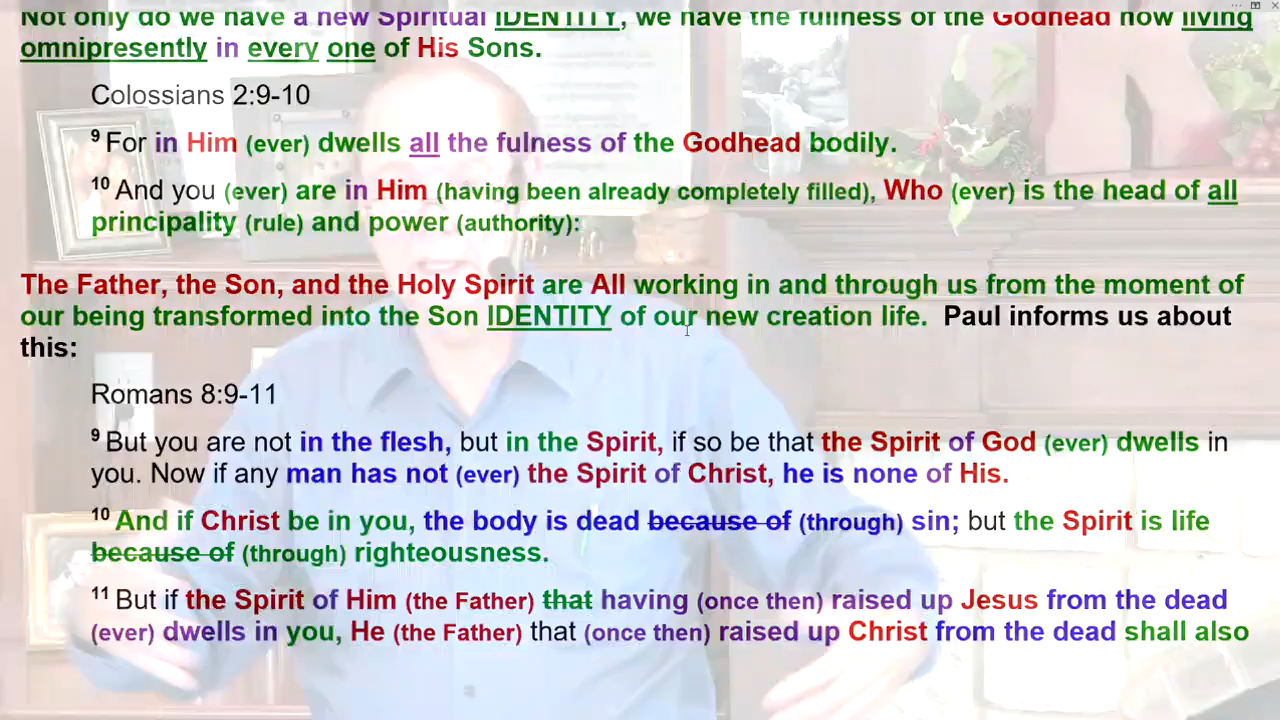 Not only do we have a new Spiritual IDENTITY, we have the fullness of the Godhead now living
omnipresently in every one of His Sons.
Colossians 2:9-10
9 For in Him (ever) dwells all the fulness of the Godhead bodily.
10 And you (ever) are in Him (having been already completely filled), Who (ever) is the head of all
principality (rule) and power (authority):
The Father, the Son, and the Holy Spirit are All working in and through us from the moment of
our being transformed into the Son IDENTITY of our new creation life.  Paul informs us about
this:
Romans 8:9-11
9 But you are not in the flesh, but in the Spirit, if so be that the Spirit of God (ever) dwells in
you. Now if any man has not (ever) the Spirit of Christ, he is none of His.
10 And if Christ be in you, the body is dead because of (through) sin; but the Spirit is life
because of (through) righteousness.
11 But if the Spirit of Him (the Father) that having (once then) raised up Jesus from the dead
(ever) dwells in you, He (the Father) that (once then) raised up Christ from the dead shall also